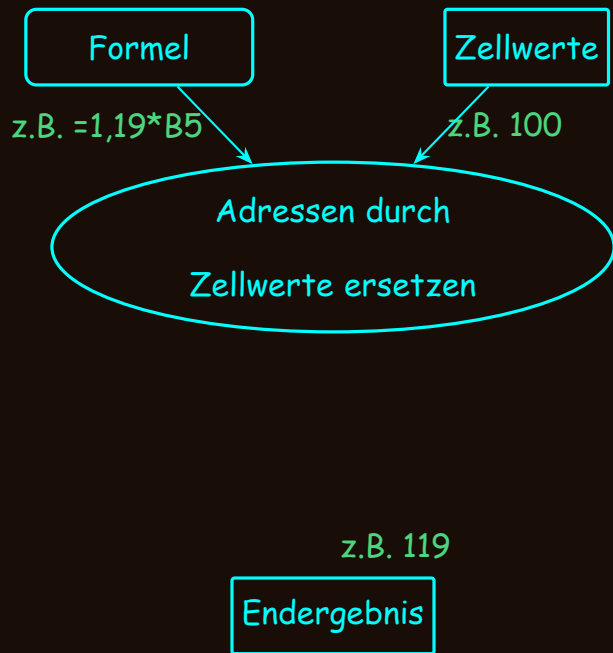 Formel
Zellwerte
z.B. =1,19*B5
z.B. 100
Adressen durch
Zellwerte ersetzen
z.B. 119
Endergebnis